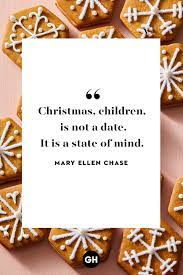 “
Christmas, children,
is not a date.
It is a state of mind.
MARY ELLEN CHASE
GH